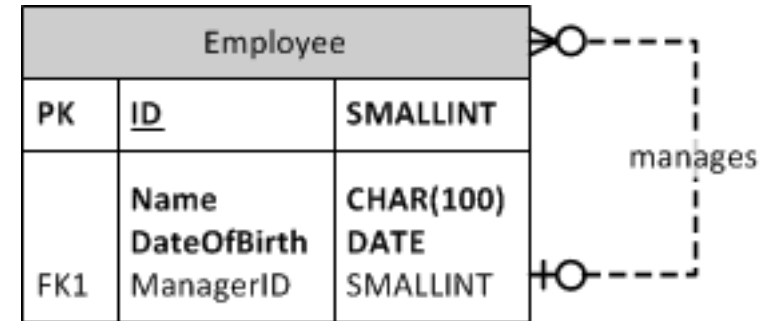 Employee
PK ID SMALLINT
manages
Name CHAR(100)
DateOfBirth DATE
FK1 ManagerID SMALLINT